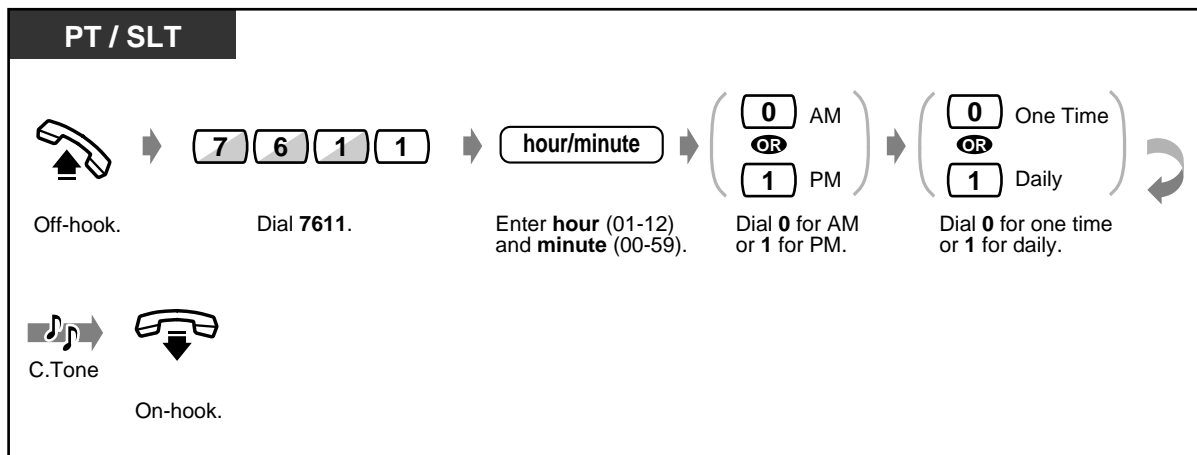 PT / SLT
7 6 1 1
hour/minute
0 AM
OR
1 PM
0 One Time
OR
1 Daily
Off-hook.
Dial 7611.
Enter hour (01-12)
and minute (00-59).
Dial 0 for AM
or 1 for PM.
Dial 0 for one time
or 1 for daily.
C.Tone
On-hook.